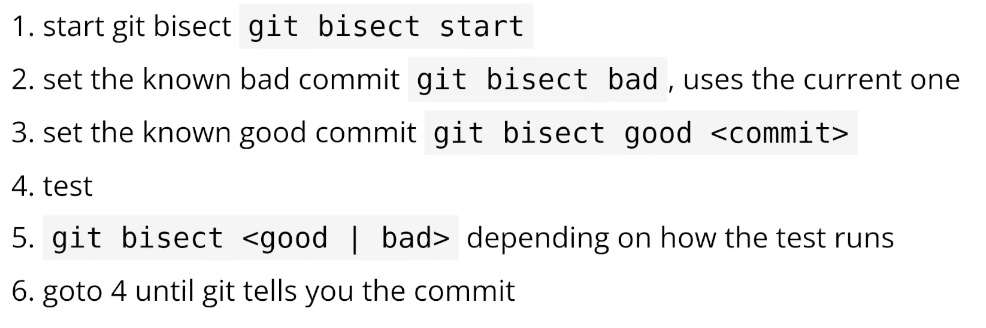 1. start git bisect git bisect start
2. set the known bad commit git bisect bad , uses the current one
3. set the known good commit git bisect good <commit>
4. test
5. git bisect <good | bad> depending on how the test runs
6. goto 4 until git tells you the commit